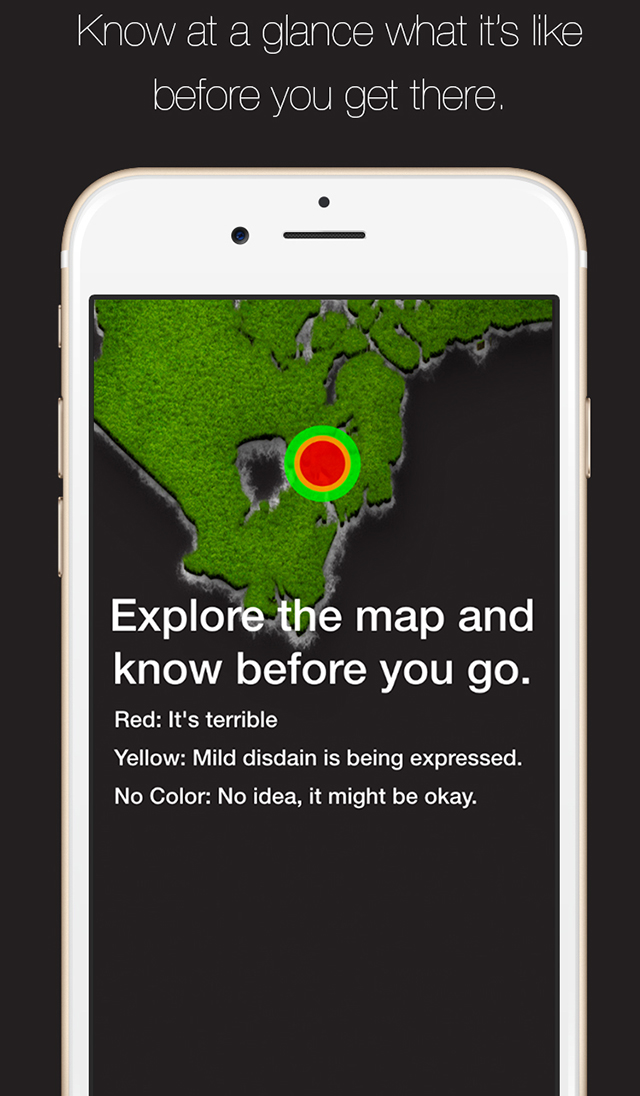 Know at a glance what it's like
before you get there.
Explore the map and
know before you go.
Red: It's terrible
Yellow: Mild disdain is being expressed.
No Color: No idea, it might be okay.